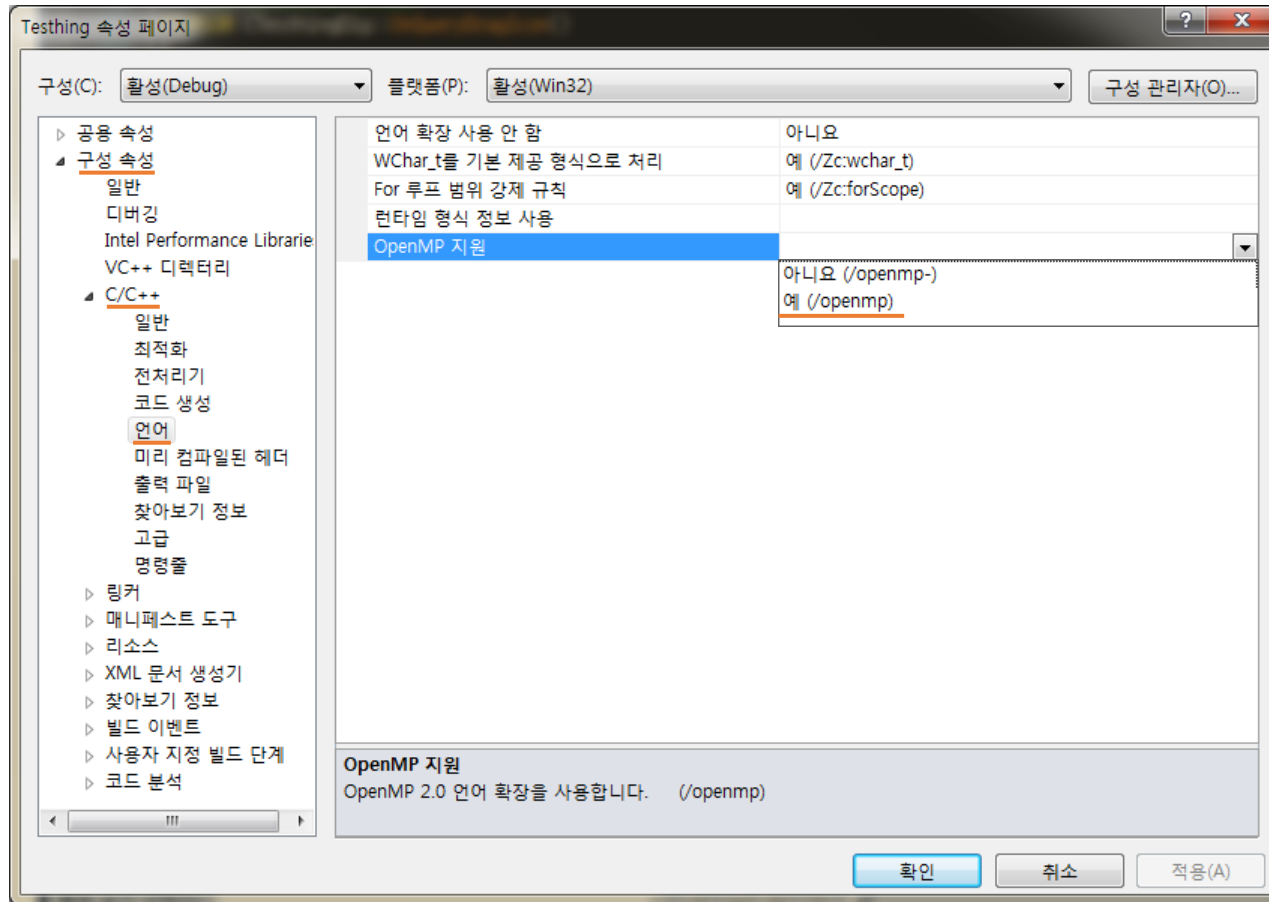 Testhing 속성 페이지
구성(C): 활성(Debug) 플랫폼(P): 활성(Win32) 구성 관리자(O)...
공용 속성
구성 속성
일반
디버깅
Intel Performance Librarie
VC++ 디렉터리
C/C++
일반
최적화
전처리기
코드 생성
언어
미리 컴파일된 헤더
출력 파일
찾아보기 정보
고급
명령줄
링커
매니페스트 도구
리소스
XML 문서 생성기
찾아보기 정보
빌드 이벤트
사용자 지정 빌드 단계
코드 분석
언어 확장 사용 안 함 아니요
WChar_t를 기본 제공 형식으로 처리 예 (/Zc:wchar_t)
For 루프 범위 강제 규칙 예 (/Zc:forScope)
런타임 형식 정보 사용
OpenMP 지원
아니요 (/openmp-)
예 (/openmp)
OpenMP 지원
OpenMP 2.0 언어 확장을 사용합니다. (/openmp)
확인 취소 적용(A)